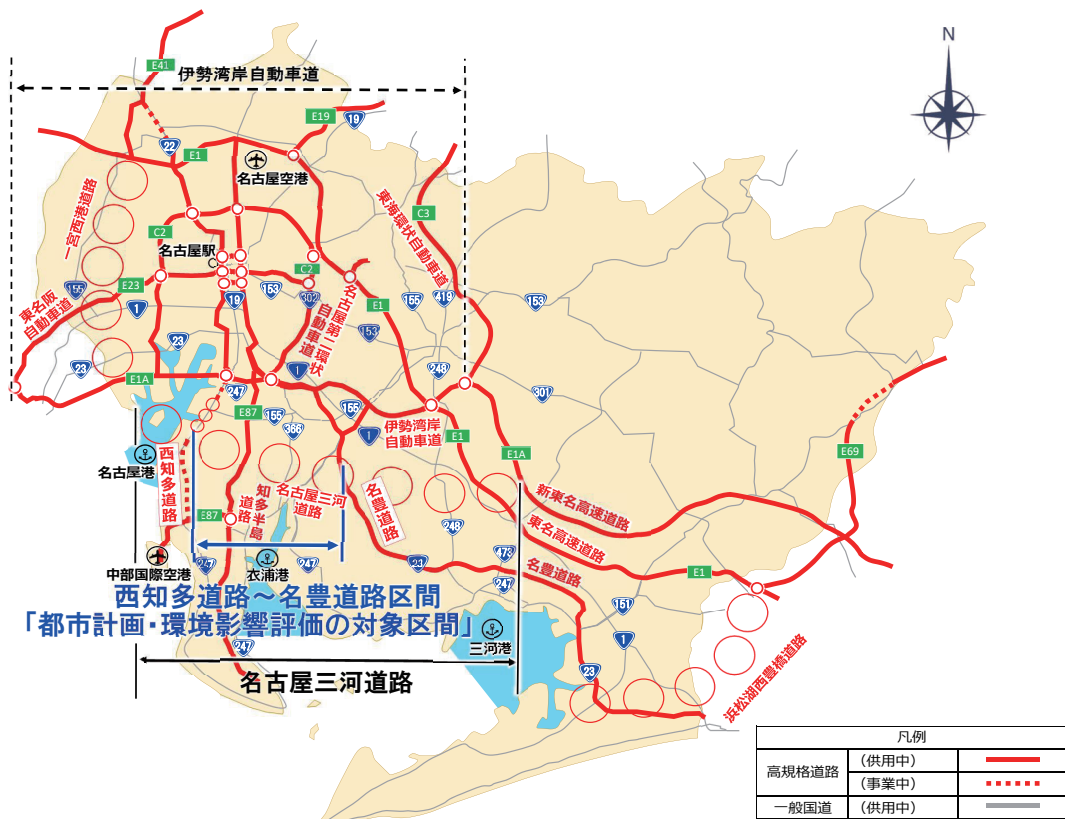 N
E41
伊勢湾岸自動車道
E19
19
22
E1
名古屋空港
一宮西港道路
東海環状自動車道
C3
C2
名古屋駅
C2
E23
155
東名阪
自動車道
1
19
153
302
名古屋第二環状
自動車道
E1
155
419
153
153
23
23
E1A
247
E87
1
248
301
155
366
155
1
伊勢湾岸
自動車道
E1
E1A
E69
名古屋港
西知多道路
知多半島
道路
名古屋三河
道路
名豊道路
新東名高速道路
東名高速道路
名豊道路
248
473
247
23
E87
E1
中部国際空港
247
衣浦港
247
151
1
西知多道路～名豊道路区間
「都市計画・環境影響評価の対象区間」
247
三河港
23
名古屋三河道路
浜松湖西豊橋道路
凡例
高規格道路
（供用中）
（事業中）
一般国道
（供用中）